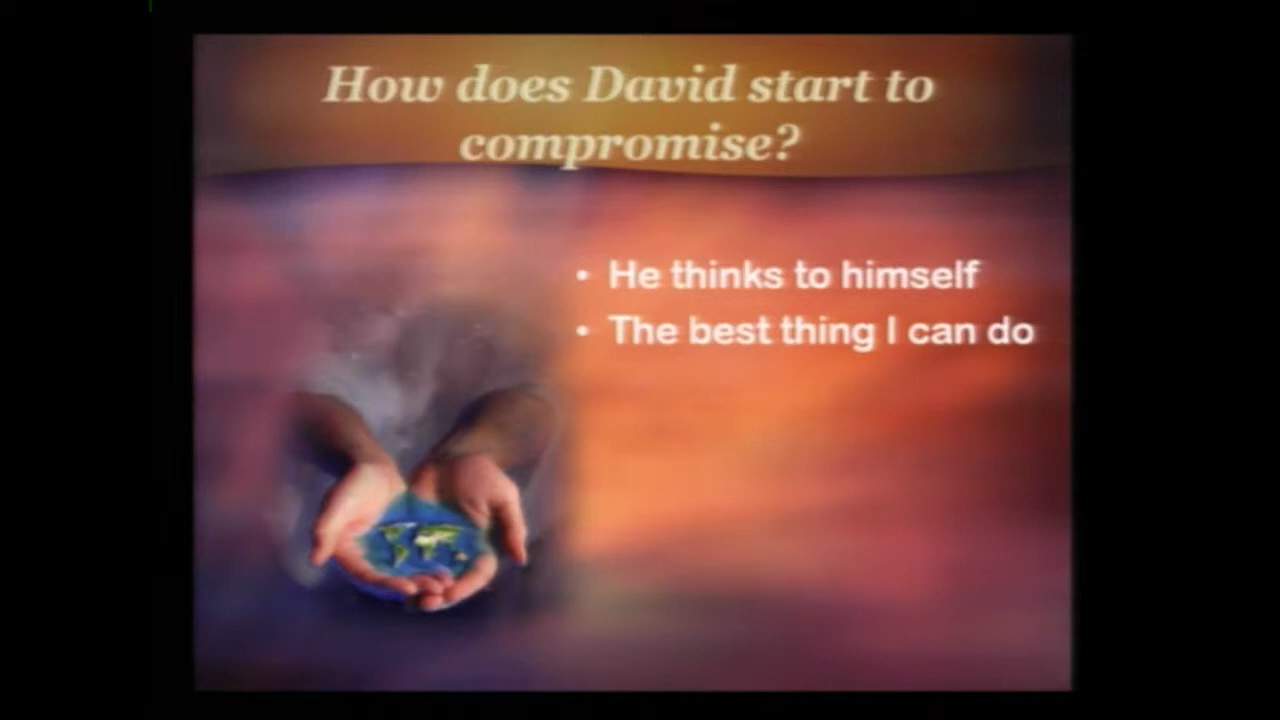 How does David start to
compromise?
• He thinks to himself
• The best thing I can do